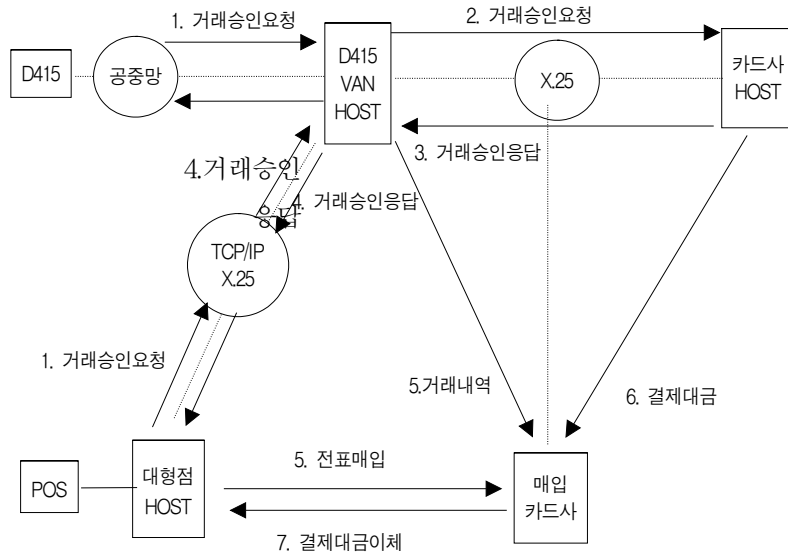 1. 거래승인요청
2. 거래승인요청
D415
공중망
D415
VAN
HOST
X.25
카드사
HOST
3. 거래승인응답
4.거래승인
응답
4. 거래승인응답
TCP/IP
X.25
1. 거래승인요청
5.거래내역
6. 결제대금
POS
대형점
HOST
5. 전표매입
매입
카드사
7. 결제대금이체